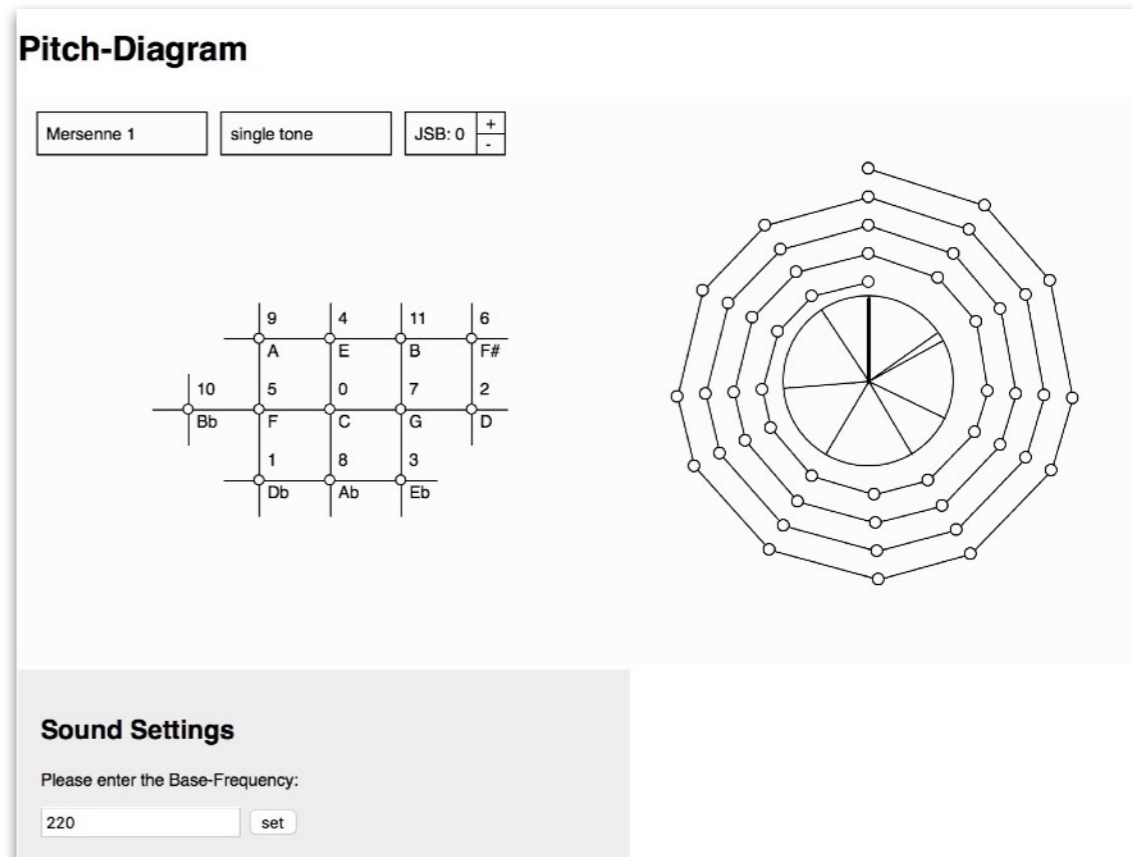 Pitch-Diagram
Mersenne 1
single tone
JSB: 0
+
-
9 4 11 6
A E B F#
10 5 0 7 2
Bb F C G D
1 8 3
Db Ab Eb
Sound Settings
Please enter the Base-Frequency:
220 set